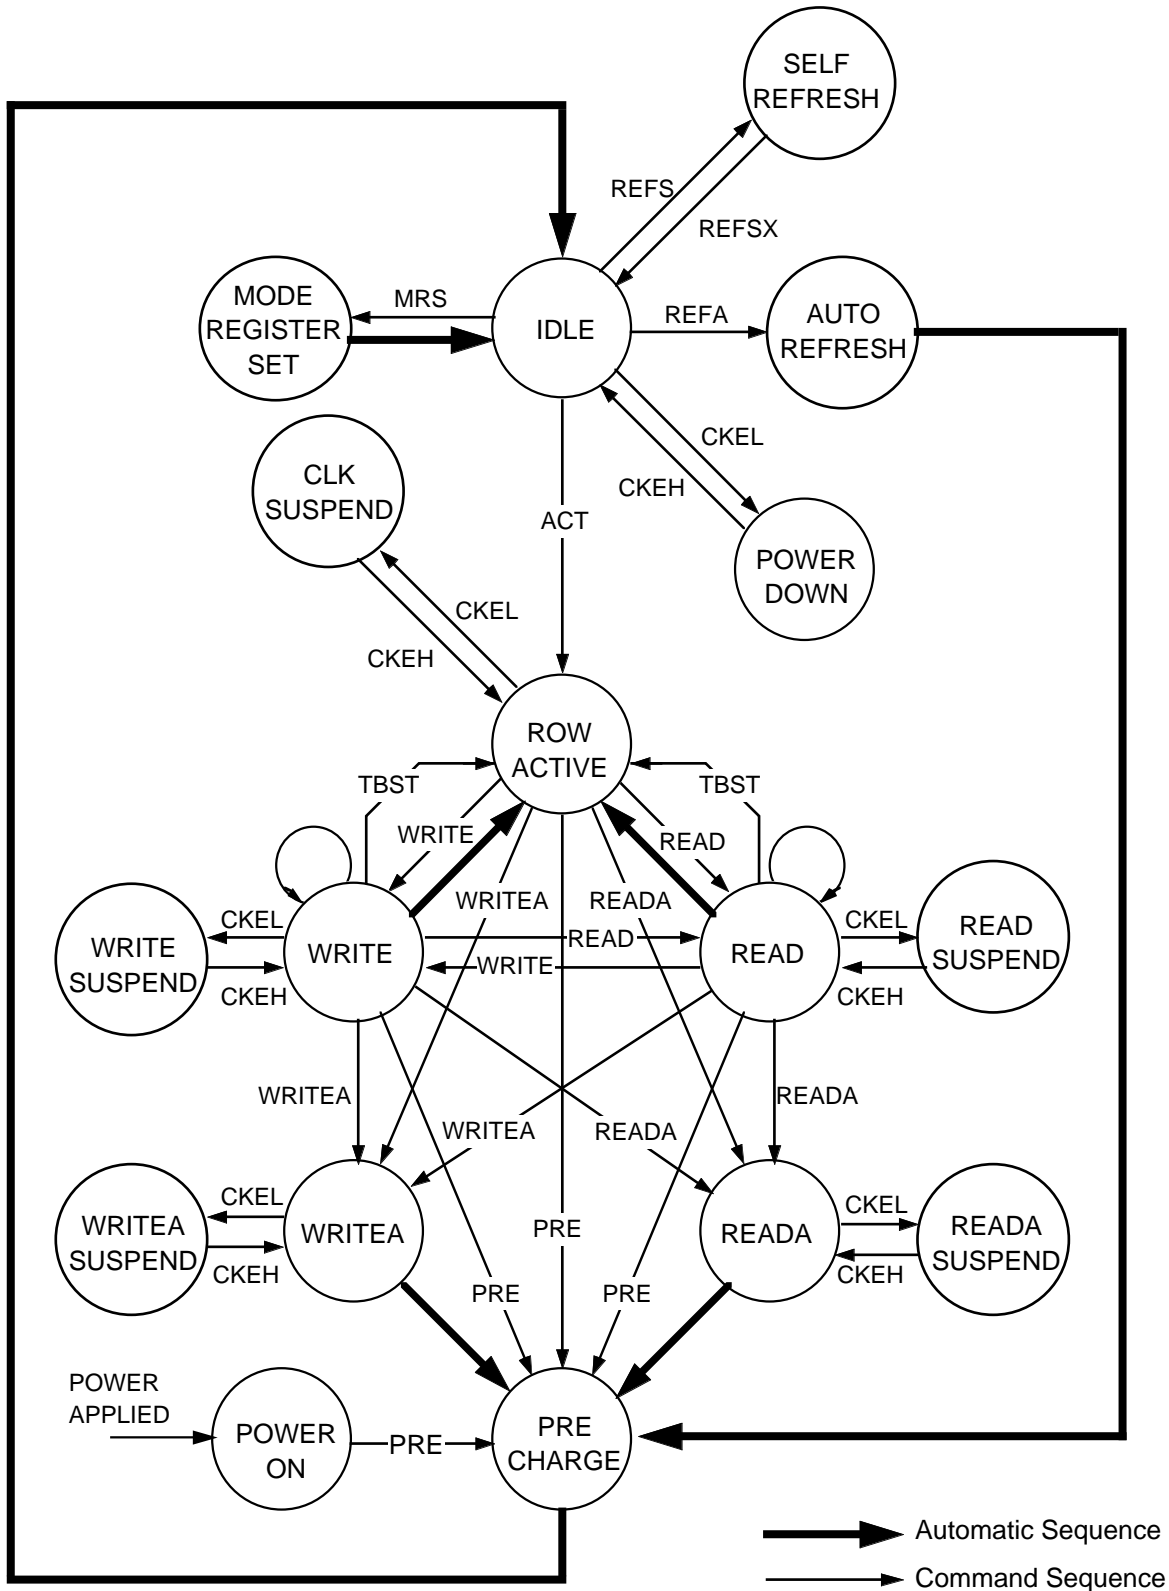 SELF
REFRESH
REFS
REFSX
MODE
REGISTER
SET
MRS
IDLE
REFA
AUTO
REFRESH
CKEL
CKEH
CLK
SUSPEND
ACT
POWER
DOWN
CKEL
CKEH
ROW
ACTIVE
TBST
TBST
WRITE
READ
WRITEA
READA
WRITE
SUSPEND
CKEL
CKEH
WRITE
READ
WRITE
READ
CKEL
CKEH
READ
SUSPEND
WRITEA
READA
WRITEA
READA
WRITEA
SUSPEND
CKEL
CKEH
WRITEA
PRE
READA
CKEL
CKEH
READA
SUSPEND
PRE
PRE
POWER
APPLIED
POWER
ON
PRE
PRE
CHARGE
Automatic Sequence
Command Sequence